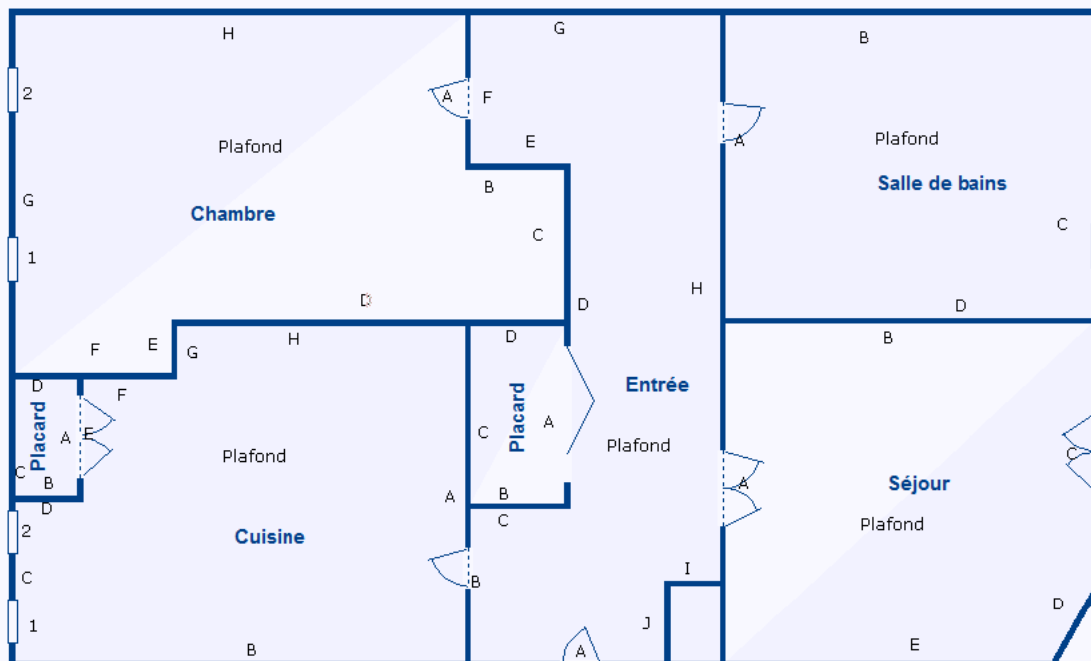 H
G
B
2
A
F
E
A
Plafond
Plafond
B
Salle de bains
G
Chambre
C
C
1
H
D
D
D
H
D
B
F
E
G
D
D
F
Entrée
Placard
A
E
Placard
C
A
Plafond
C
B
Plafond
D
A
B
C
A
Séjour
C
Plafond
2
Cuisine
C
B
I
D
1
J
B
A
E